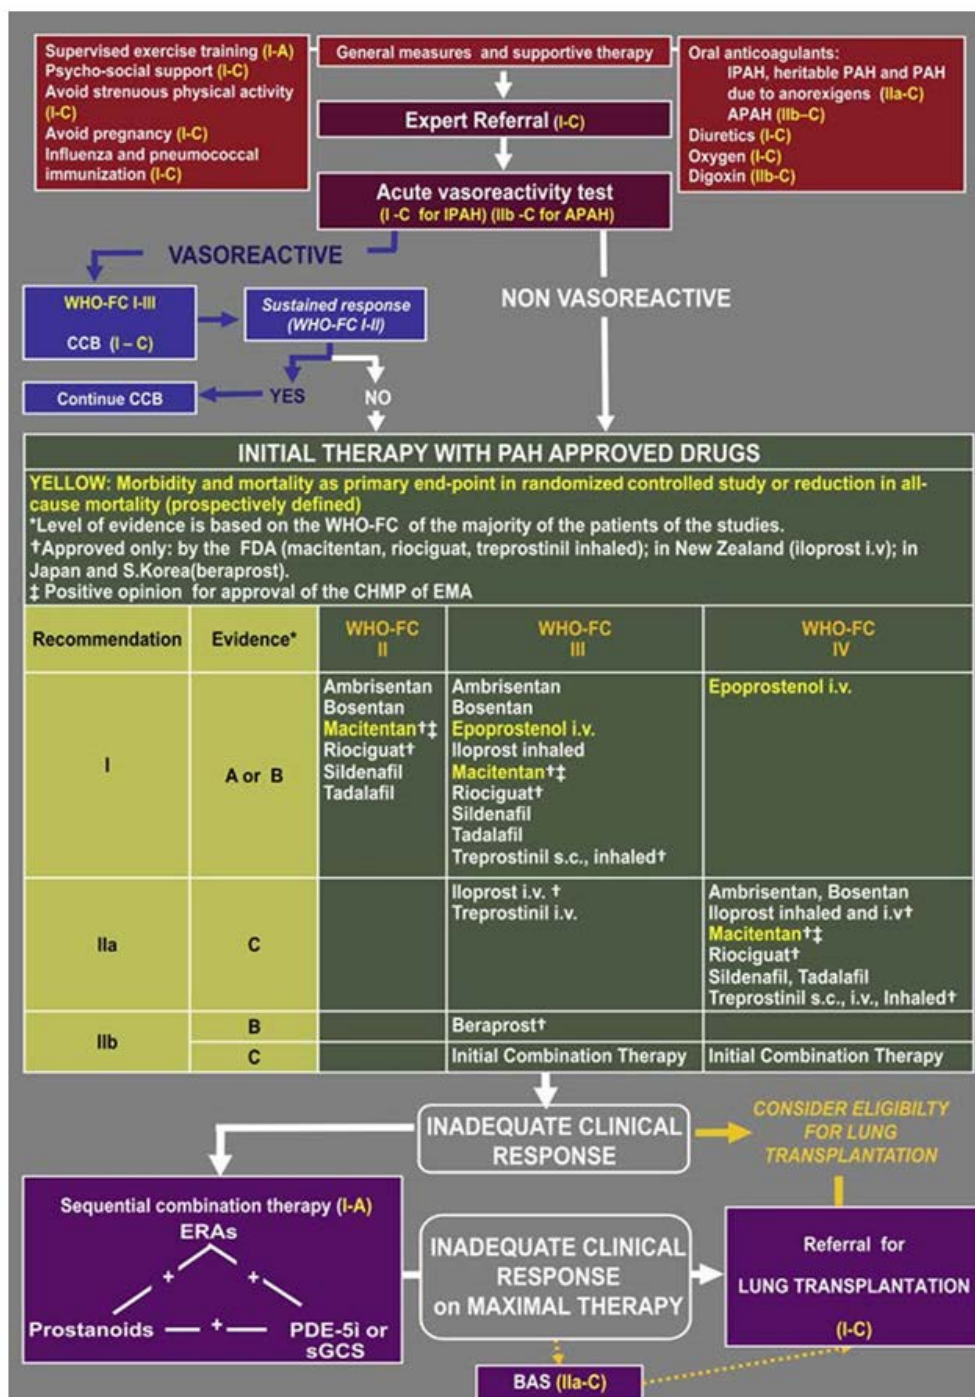 Supervised exercise training (I-A)
Psycho-social support (I-C)
Avoid strenuous physical activity
(I-C)
Avoid pregnancy (I-C)
Influenza and pneumococcal
immunization (I-C)
General measures and supportive therapy
Oral anticoagulants:
IPAH, heritable PAH and PAH
due to anorexigens (IIa-C)
APAH (IIb–C)
Diuretics (I-C)
Oxygen (I-C)
Digoxin (IIb-C)
Expert Referral (I-C)
Acute vasoreactivity test
(I -C for IPAH) (IIb -C for APAH)
VASOREACTIVE
NON VASOREACTIVE
WHO-FC I-III
CCB (I – C)
Sustained response
(WHO-FC I-II)
Continue CCB
YES
NO
INITIAL THERAPY WITH PAH APPROVED DRUGS
YELLOW: Morbidity and mortality as primary end-point in randomized controlled study or reduction in all-
cause mortality (prospectively defined)
*Level of evidence is based on the WHO-FC of the majority of the patients of the studies.
†Approved only: by the FDA (macitentan, riociguat, treprostinil inhaled); in New Zealand (iloprost i.v); in
Japan and S.Korea(beraprost).
‡ Positive opinion for approval of the CHMP of EMA
Recommendation
Evidence*
WHO-FC
II
WHO-FC
III
WHO-FC
IV
I
A or B
Ambrisentan
Bosentan
Macitentan†‡
Riociguat†
Sildenafil
Tadalafil
Ambrisentan
Bosentan
Epoprostenol i.v.
Iloprost inhaled
Macitentan†‡
Riociguat†
Sildenafil
Tadalafil
Treprostinil s.c., inhaled†
Epoprostenol i.v.
IIa
C
Iloprost i.v. †
Treprostinil i.v.
Ambrisentan, Bosentan
Iloprost inhaled and i.v†
Macitentan†‡
Riociguat†
Sildenafil, Tadalafil
Treprostinil s.c., i.v., Inhaled†
IIb
B
Beraprost†
C
Initial Combination Therapy
Initial Combination Therapy
INADEQUATE CLINICAL
RESPONSE
CONSIDER ELIGIBILTY
FOR LUNG
TRANSPLANTATION
Sequential combination therapy (I-A)
ERAs
+
+
Prostanoids
+
PDE-5i or
sGCS
INADEQUATE CLINICAL
RESPONSE
on MAXIMAL THERAPY
Referral for
LUNG TRANSPLANTATION
(I-C)
BAS (IIa-C)